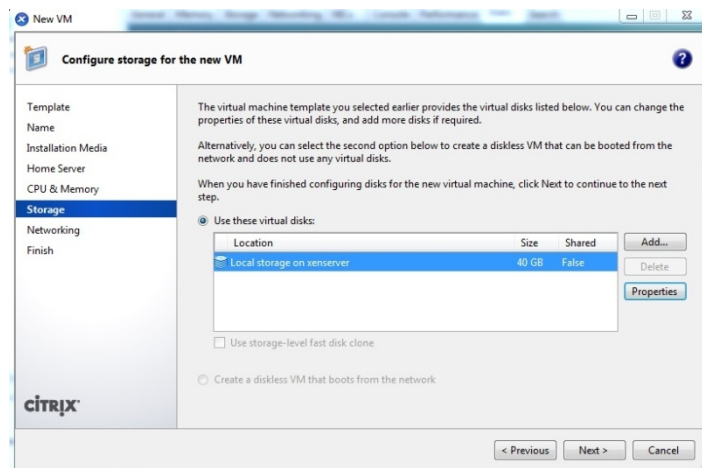 New VM
Configure storage for the new VM
Template
Name
Installation Media
Home Server
CPU & Memory
Storage
Networking
Finish
The virtual machine template you selected earlier provides the virtual disks listed below. You can change the
properties of these virtual disks, and add more disks if required.
Alternatively, you can select the second option below to create a diskless VM that can be booted from the
network and does not use any virtual disks.
When you have finished configuring disks for the new virtual machine, click Next to continue to the next
step.
Use these virtual disks:
Location Size Shared
Local storage on xenserver 40 GB False
Add...
Delete
Properties
Use storage-level fast disk clone
Create a diskless VM that boots from the network
CİTRIX
< Previous Next > Cancel